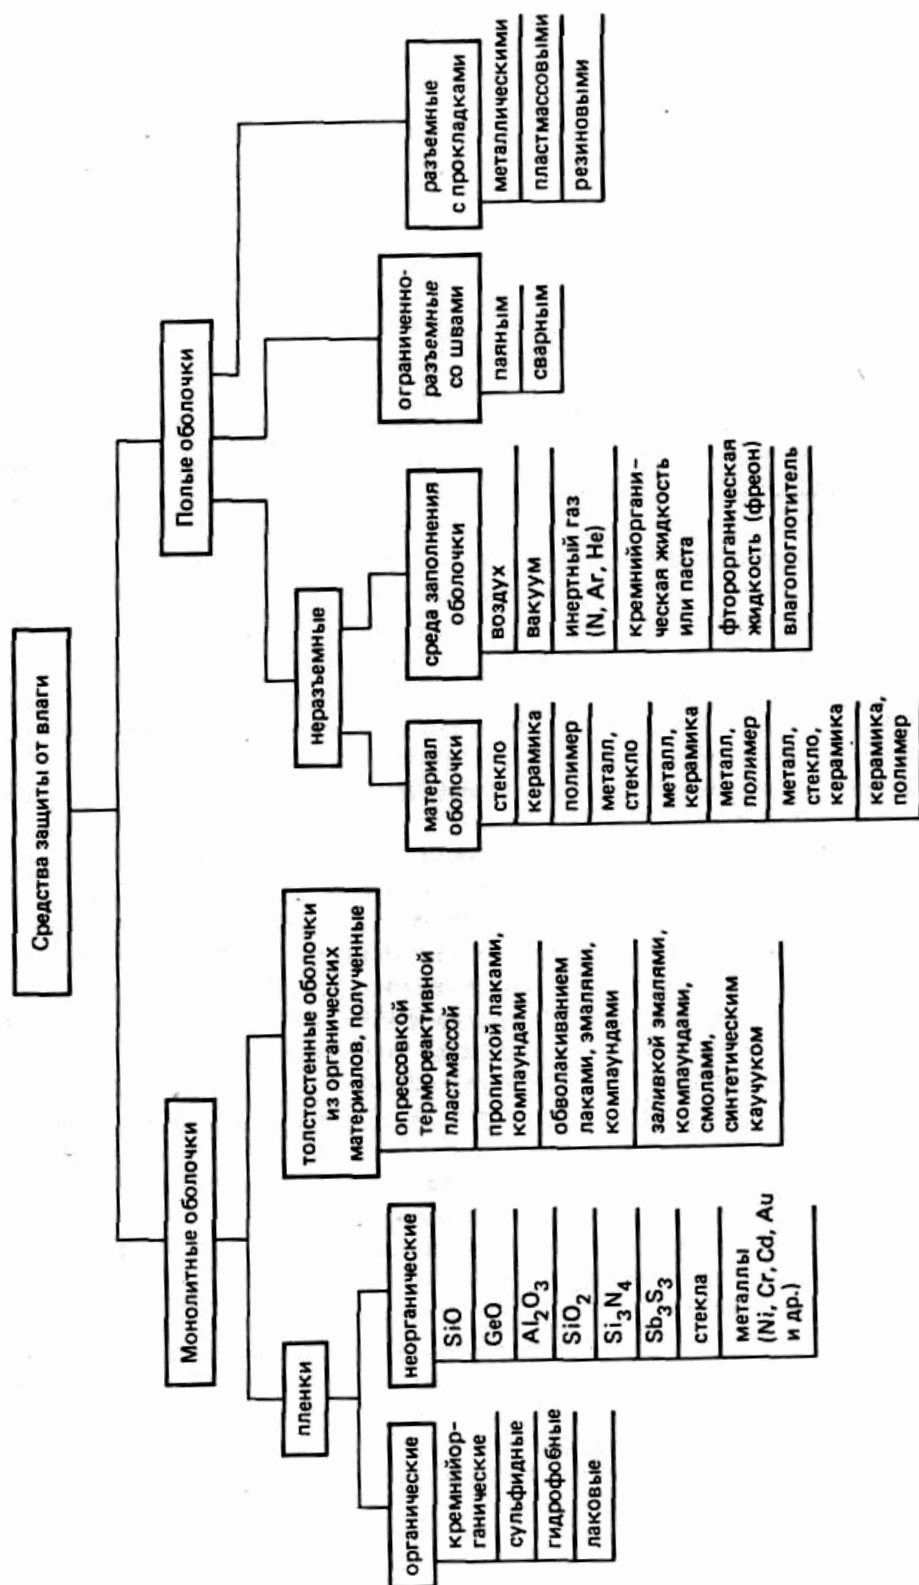 Средства защиты от влаги
Монолитные оболочки
Полые оболочки
пленки
толстостенные оболочки
из органических
материалов, полученные
неразъемные
ограниченно-
разъемные
со швами
разъемные
с прокладками
органические
кремнийор-
ганические
сульфидные
гидрофобные
лаковые
неорганические
SiO
GeO
Al₂O₃
SiO₂
Si₃N₄
Sb₃S₃
стекла
металлы
(Ni, Cr, Cd, Au
и др.)
опрессовкой
термореактивной
пластмассой
пропиткой лаками,
компаундами
обволакиванием
лаками, эмалями,
компаундами
заливкой эмалями,
компаундами,
смолами,
синтетическим
каучуком
материал
оболочки
стекло
керамика
полимер
металл,
стекло
металл,
керамика
металл,
полимер
металл,
стекло,
керамика
керамика,
полимер
среда заполнения
оболочки
воздух
вакуум
инертный газ
(N, Ar, He)
кремнийоргани-
ческая жидкость
или паста
фторорганическая
жидкость (фреон)
влагопоглотитель
паяным
сварным
металлическими
пластмассовыми
резиновыми